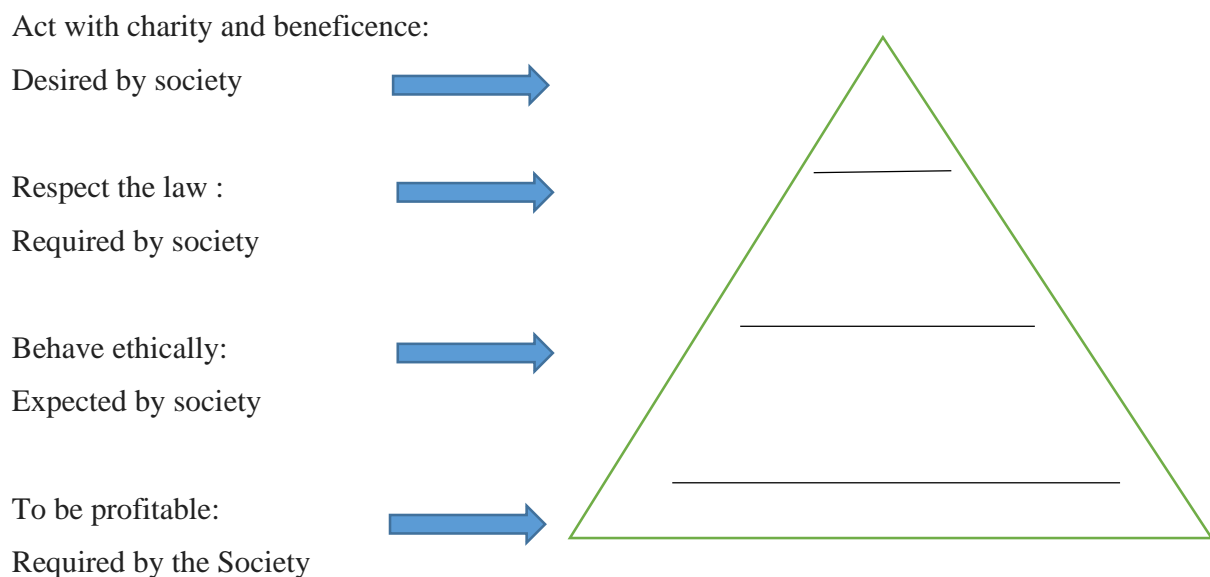 Act with charity and beneficence:
Desired by society
Respect the law :
Required by society
Behave ethically:
Expected by society
To be profitable:
Required by the Society